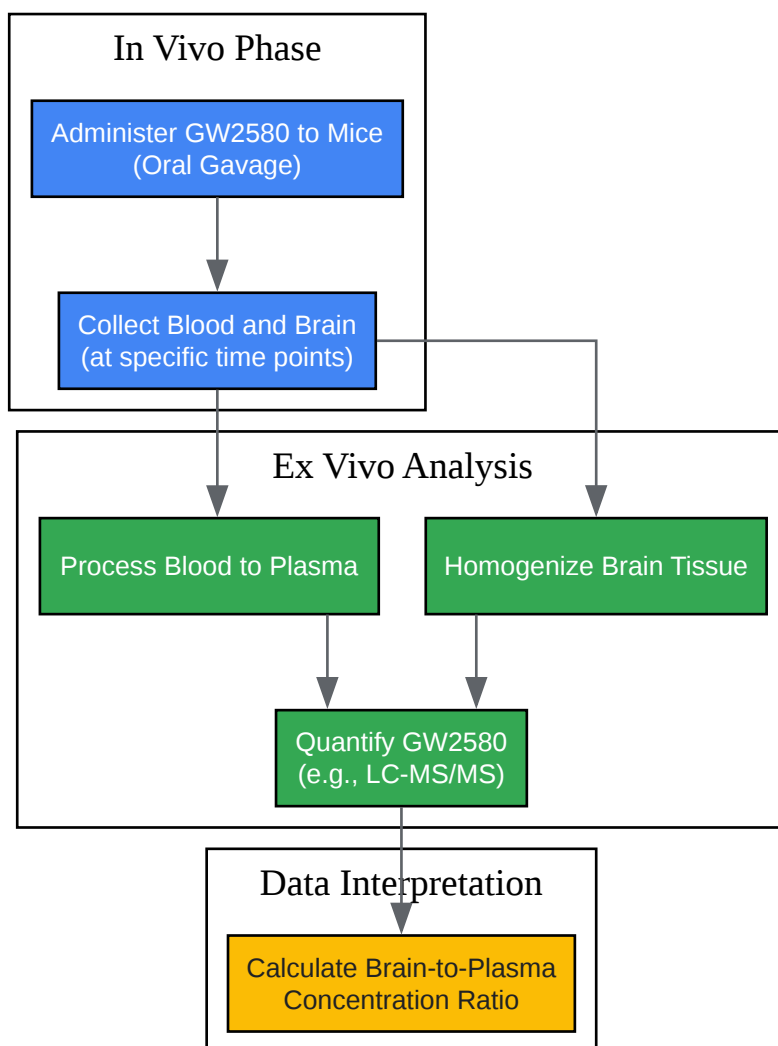 In Vivo Phase
Administer GW2580 to Mice
(Oral Gavage)
Collect Blood and Brain
(at specific time points)
Ex Vivo Analysis
Process Blood to Plasma
Homogenize Brain Tissue
Quantify GW2580
(e.g., LC-MS/MS)
Data Interpretation
Calculate Brain-to-Plasma
Concentration Ratio